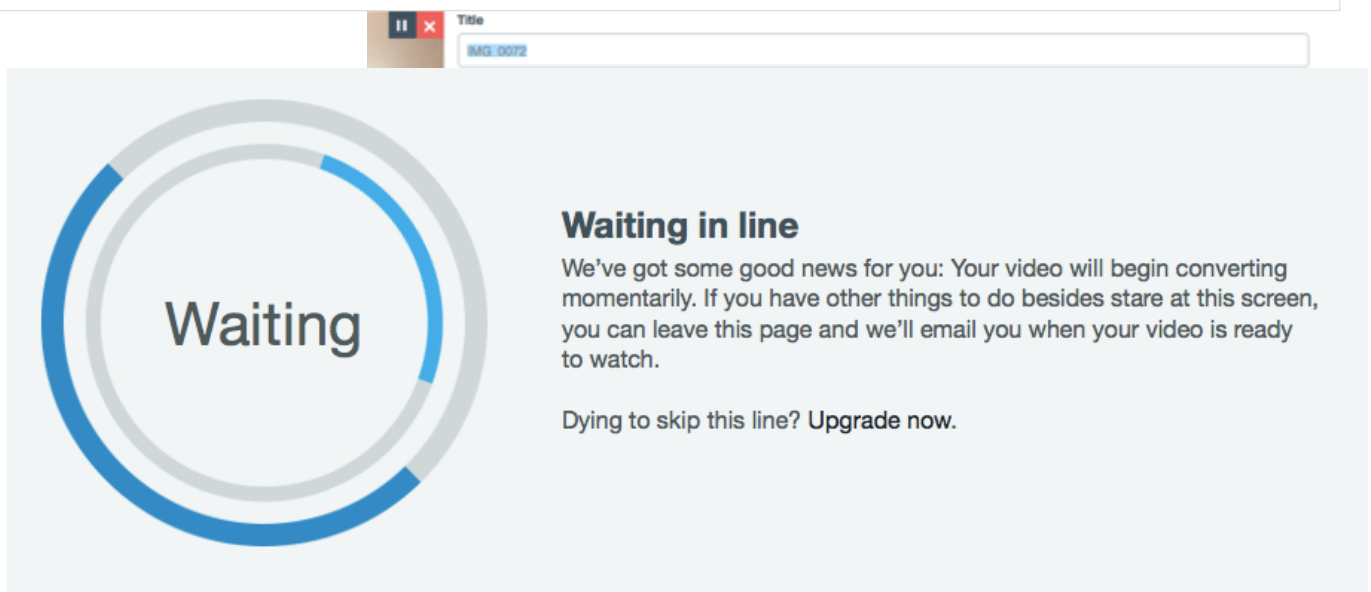 Title
IMG 0072
Waiting
Waiting in line
We've got some good news for you: Your video will begin converting
momentarily. If you have other things to do besides stare at this screen,
you can leave this page and we'll email you when your video is ready
to watch.
Dying to skip this line? Upgrade now.